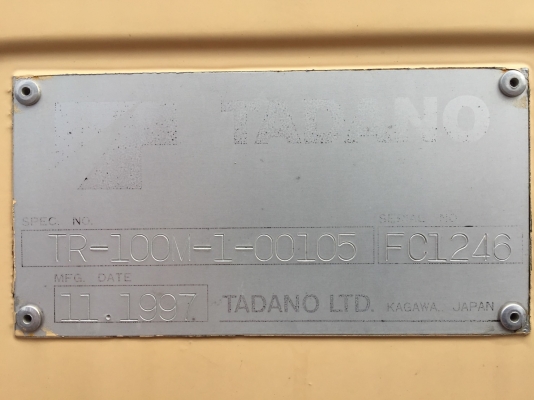 TADANO
SPEC. NO. SERIAL NO.
TR-100M-1-00105 FC1246
MFG. DATE
11.1997 TADANO LTD. KAGAWA, JAPAN